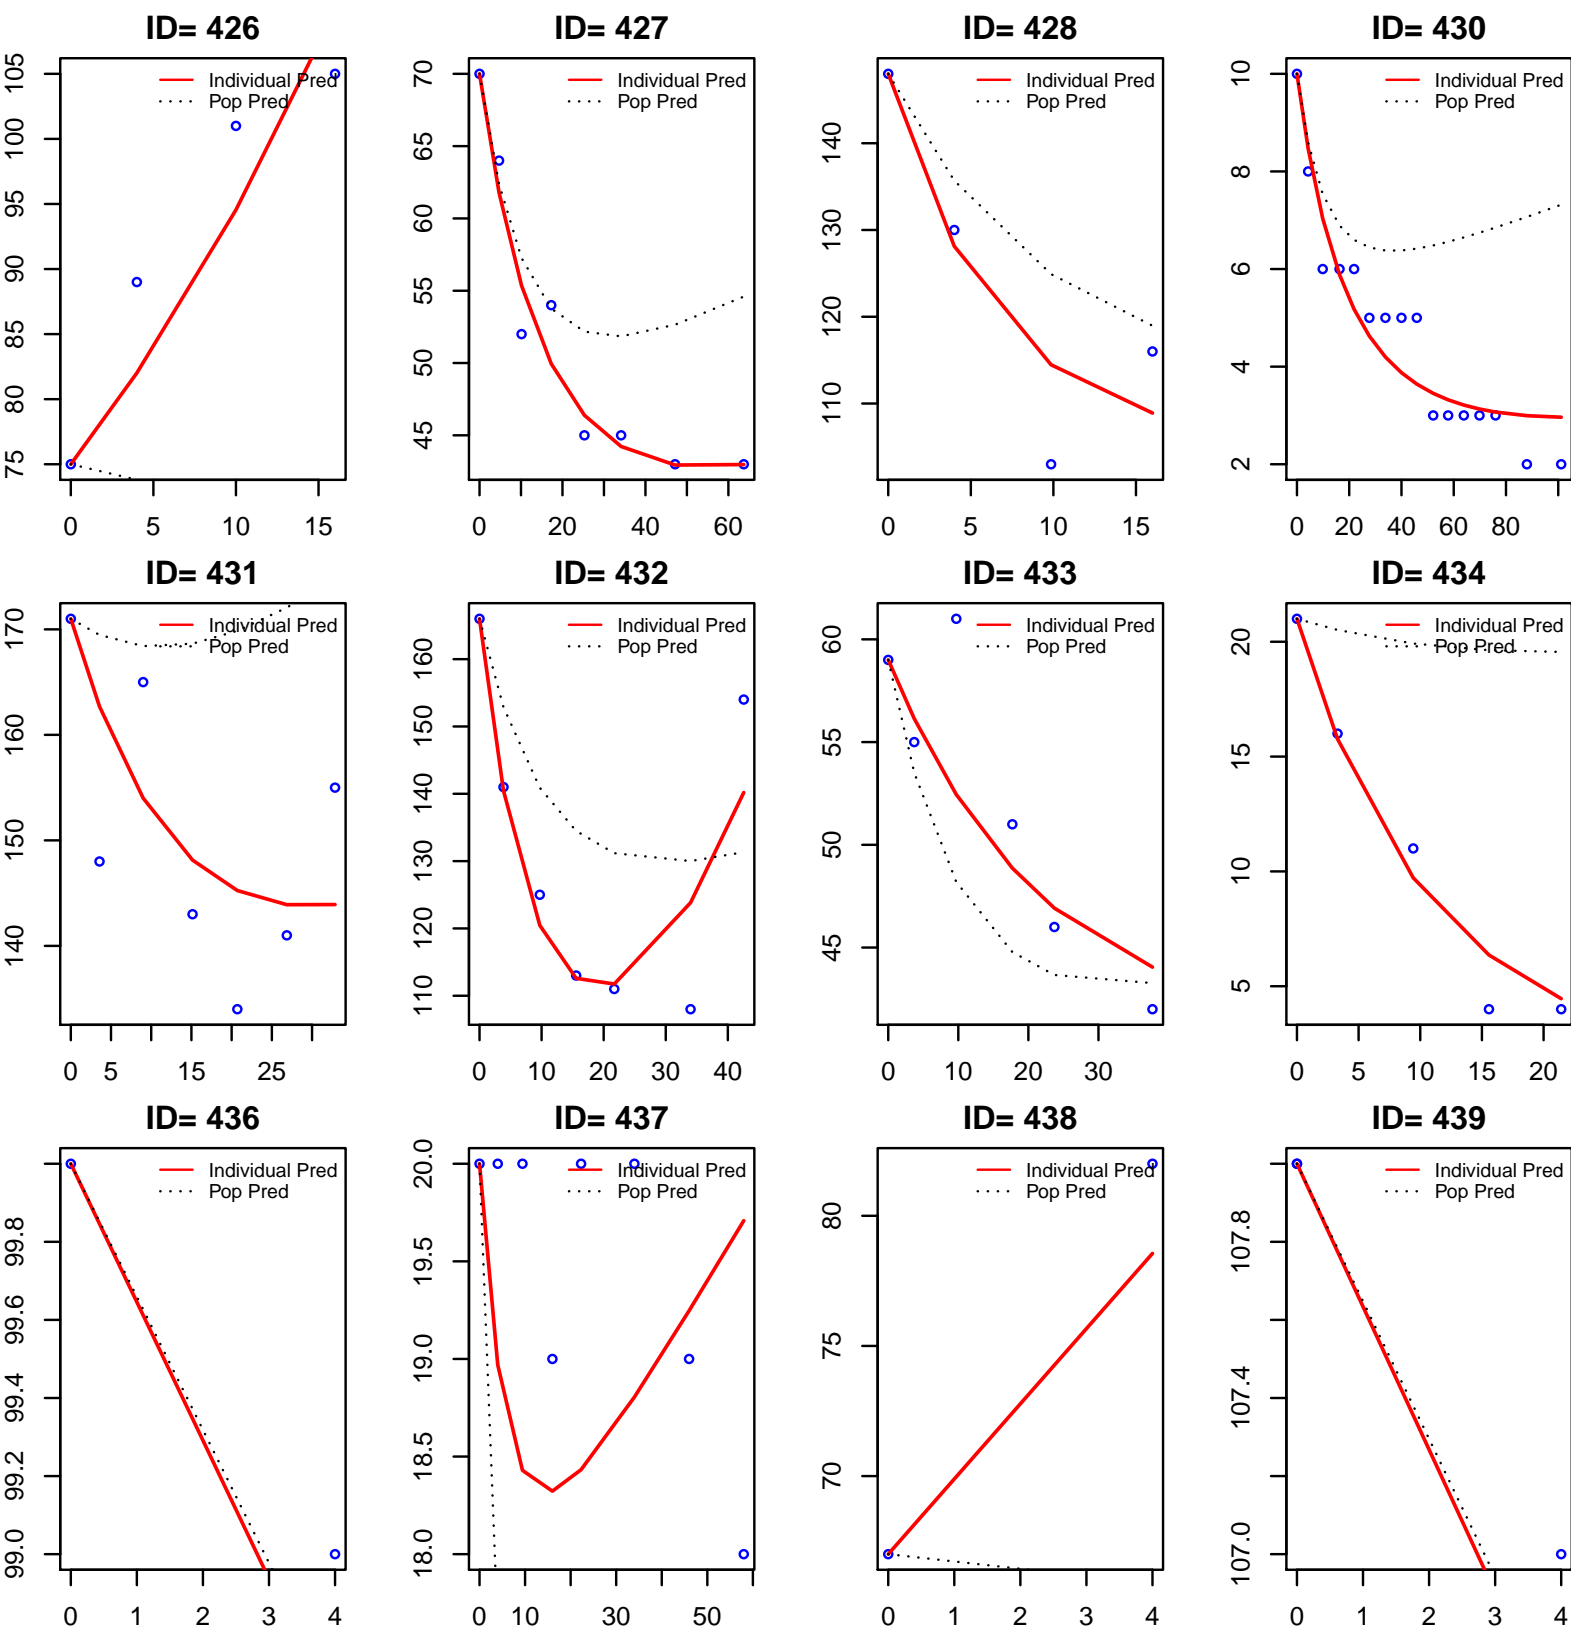 ID= 426
Individual Pred
Pop Pred
75 80 85 90 95 100 105
0 5 10 15
ID= 427
Individual Pred
Pop Pred
45 50 55 60 65 70
0 20 40 60
ID= 428
Individual Pred
Pop Pred
110 120 130 140
0 5 10 15
ID= 430
Individual Pred
Pop Pred
2 4 6 8 10
0 20 40 60 80
ID= 431
Individual Pred
Pop Pred
140 150 160 170
0 5 15 25
ID= 432
Individual Pred
Pop Pred
110 120 130 140 150 160
0 10 20 30 40
ID= 433
Individual Pred
Pop Pred
45 50 55 60
0 10 20 30
ID= 434
Individual Pred
Pop Pred
5 10 15 20
0 5 10 15 20
ID= 436
Individual Pred
Pop Pred
99.0 99.2 99.4 99.6 99.8
0 1 2 3 4
ID= 437
Individual Pred
Pop Pred
18.0 18.5 19.0 19.5 20.0
0 10 30 50
ID= 438
Individual Pred
Pop Pred
70 75 80
0 1 2 3 4
ID= 439
Individual Pred
Pop Pred
107.0 107.4 107.8
0 1 2 3 4